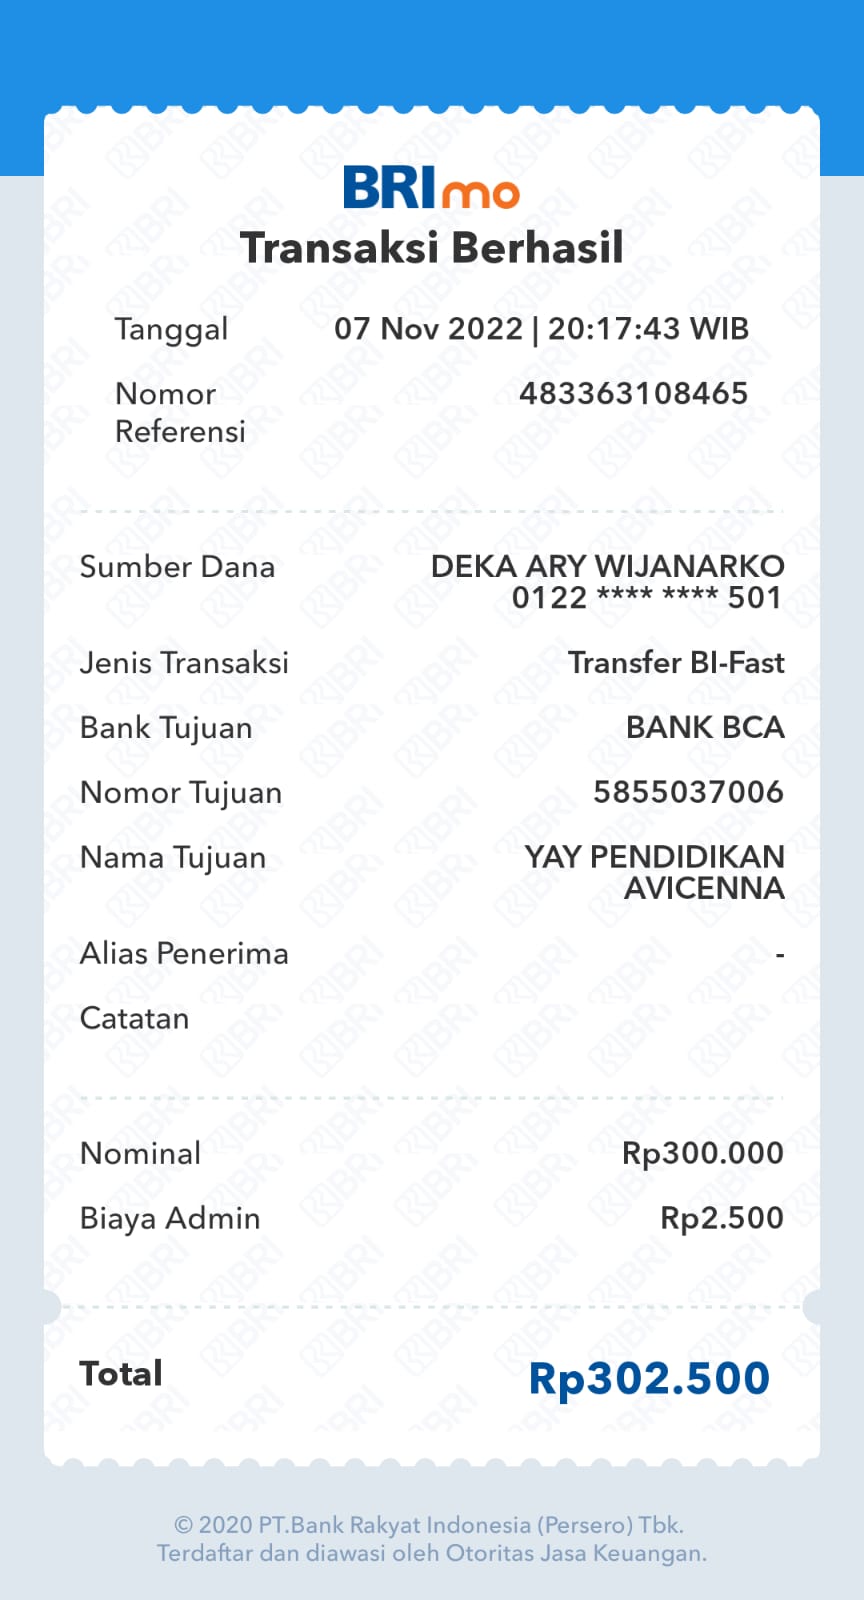 BRImo
Transaksi Berhasil
Tanggal 07 Nov 2022 | 20:17:43 WIB
Nomor 483363108465
Referensi
Sumber Dana DEKA ARY WIJANARKO
0122 **** **** 501
Jenis Transaksi Transfer BI-Fast
Bank Tujuan BANK BCA
Nomor Tujuan 5855037006
Nama Tujuan YAY PENDIDIKAN
AVICENNA
Alias Penerima -
Catatan
Nominal Rp300.000
Biaya Admin Rp2.500
Total Rp302.500
© 2020 PT.Bank Rakyat Indonesia (Persero) Tbk.
Terdaftar dan diawasi oleh Otoritas Jasa Keuangan.